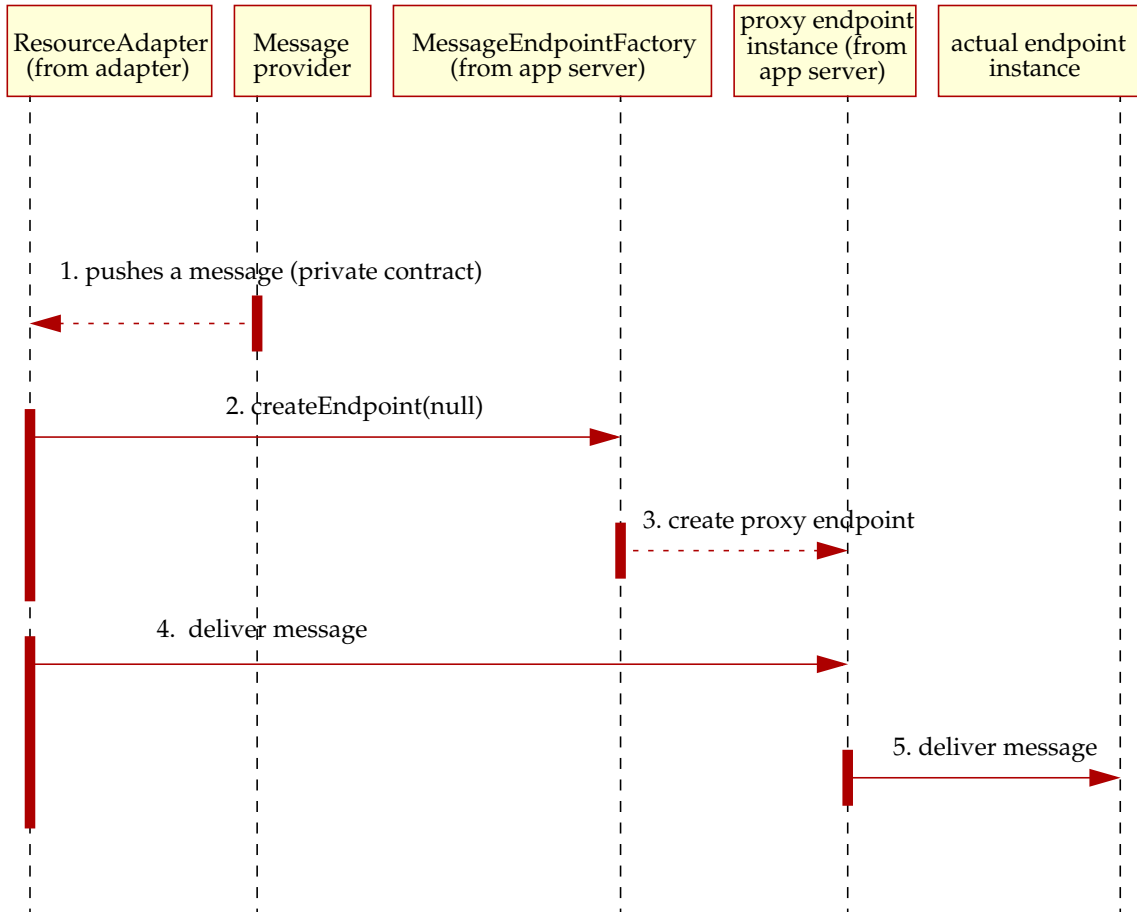 ResourceAdapter
(from adapter)
Message
provider
MessageEndpointFactory
(from app server)
proxy endpoint
instance (from
app server)
actual endpoint
instance
1. pushes a message (private contract)
2. createEndpoint(null)
3. create proxy endpoint
4. deliver message
5. deliver message